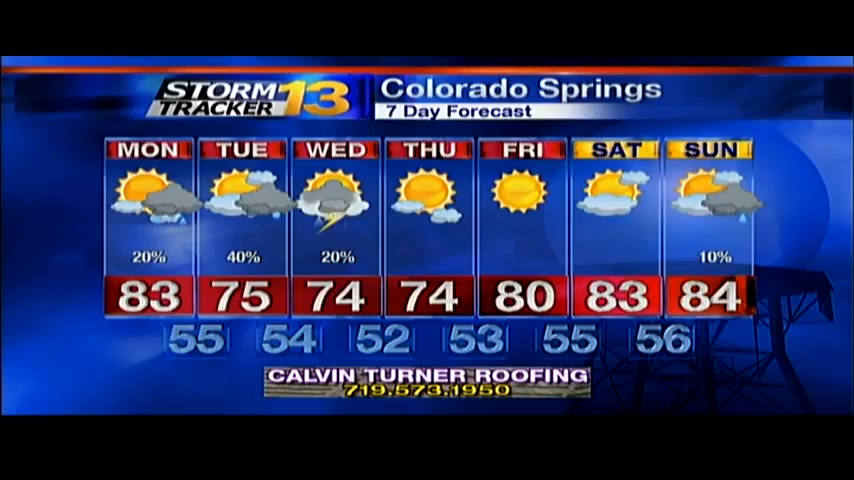 STORM TRACKER 13
Colorado Springs
7 Day Forecast
MON TUE WED THU FRI SAT SUN
20% 40% 20% 10%
83 75 74 74 80 83 84
55 54 52 53 55 56
CALVIN TURNER ROOFING
719.573.1950